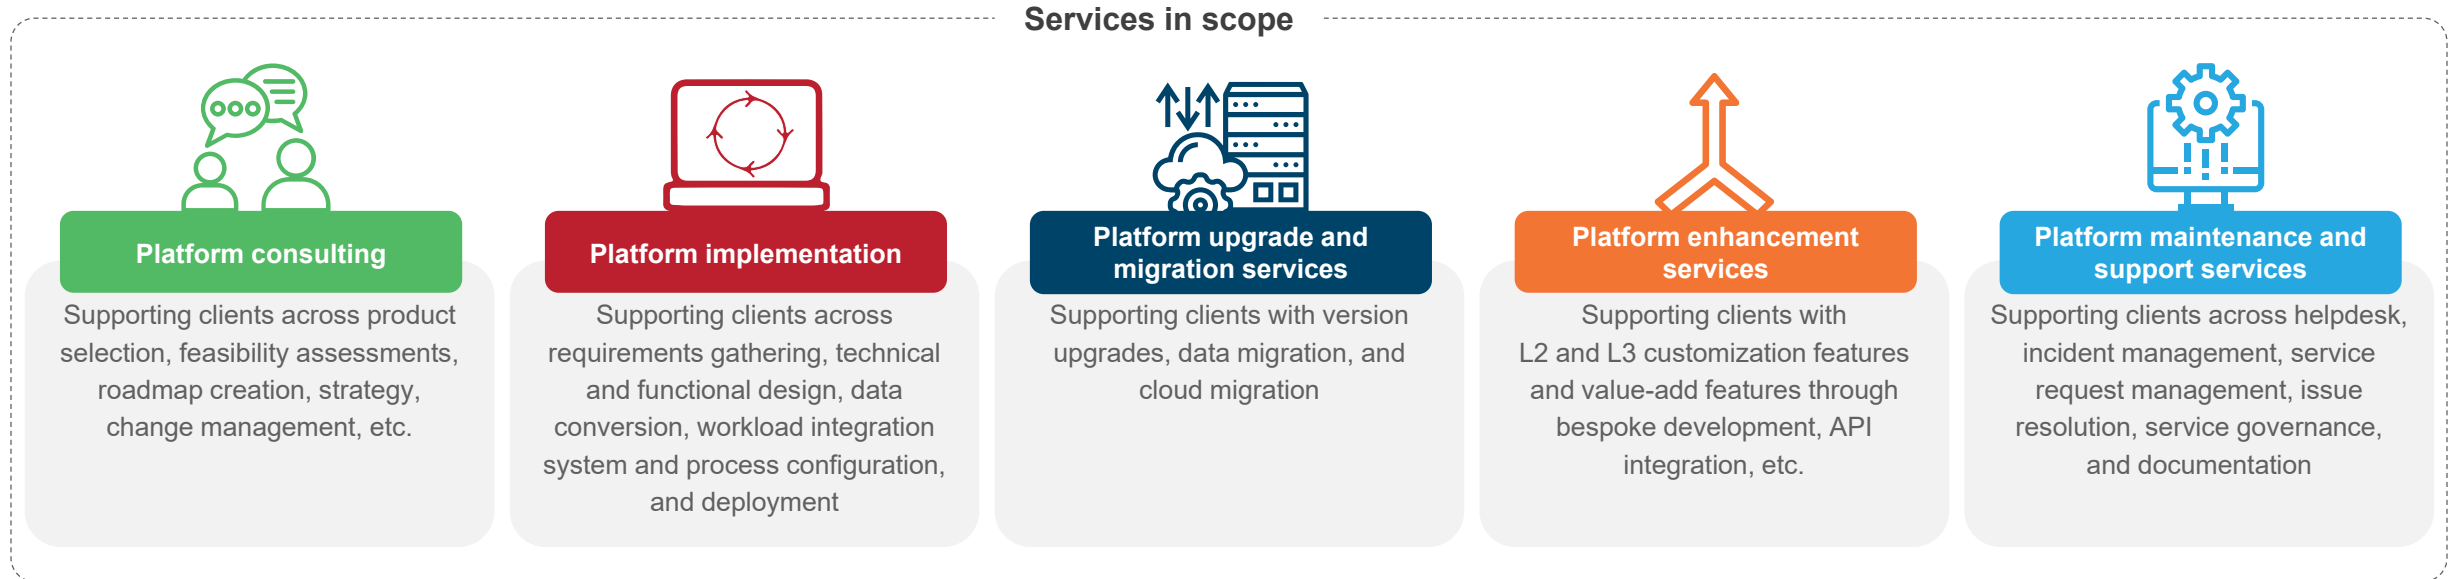 Services in scope
Platform consulting
Supporting clients across product
selection, feasibility assessments,
roadmap creation, strategy,
change management, etc.
Platform implementation
Supporting clients across
requirements gathering, technical
and functional design, data
conversion, workload integration
system and process configuration,
and deployment
Platform upgrade and
migration services
Supporting clients with version
upgrades, data migration, and
cloud migration
Platform enhancement
services
Supporting clients with
L2 and L3 customization features
and value-add features through
bespoke development, API
integration, etc.
Platform maintenance and
support services
Supporting clients across helpdesk,
incident management, service
request management, issue
resolution, service governance,
and documentation